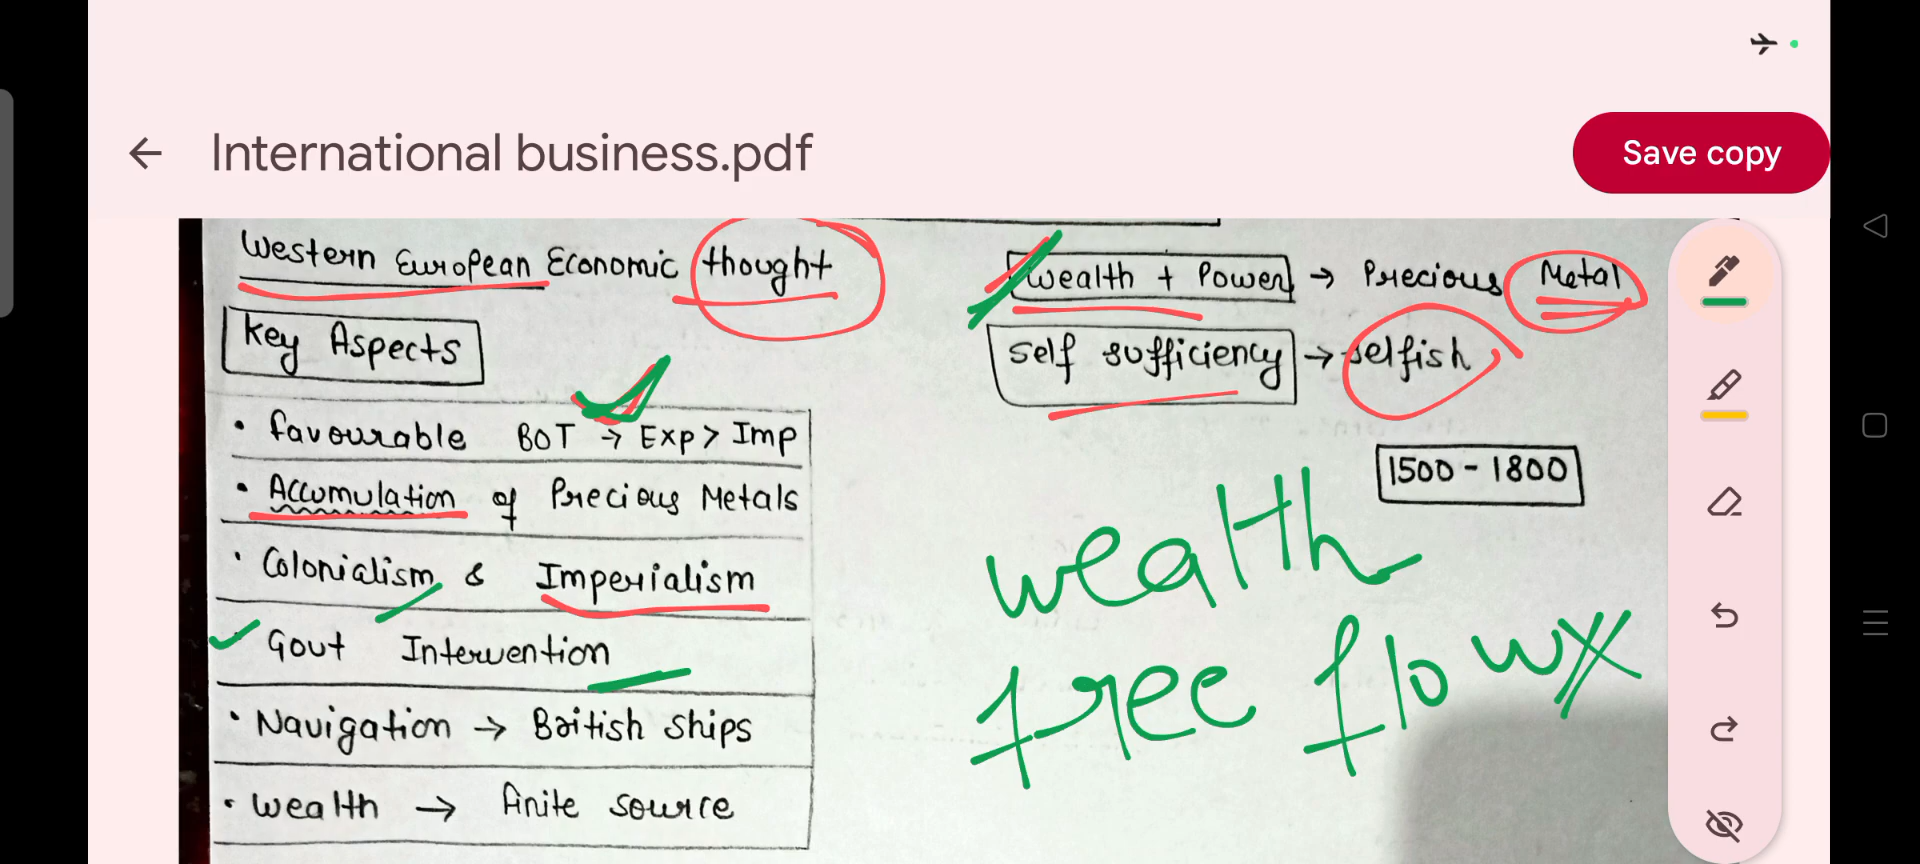 International business.pdf
Save copy
Western European Economic thought
Key Aspects
• favourable BOT → Exp > Imp
• Accumulation of Precious Metals
• Colonialism & Imperialism
Govt Intervention
• Navigation → British ships
• wealth → finite source
Wealth + Power → Precious Metal
Self sufficiency → selfish
1500 - 1800
wealth
free flow